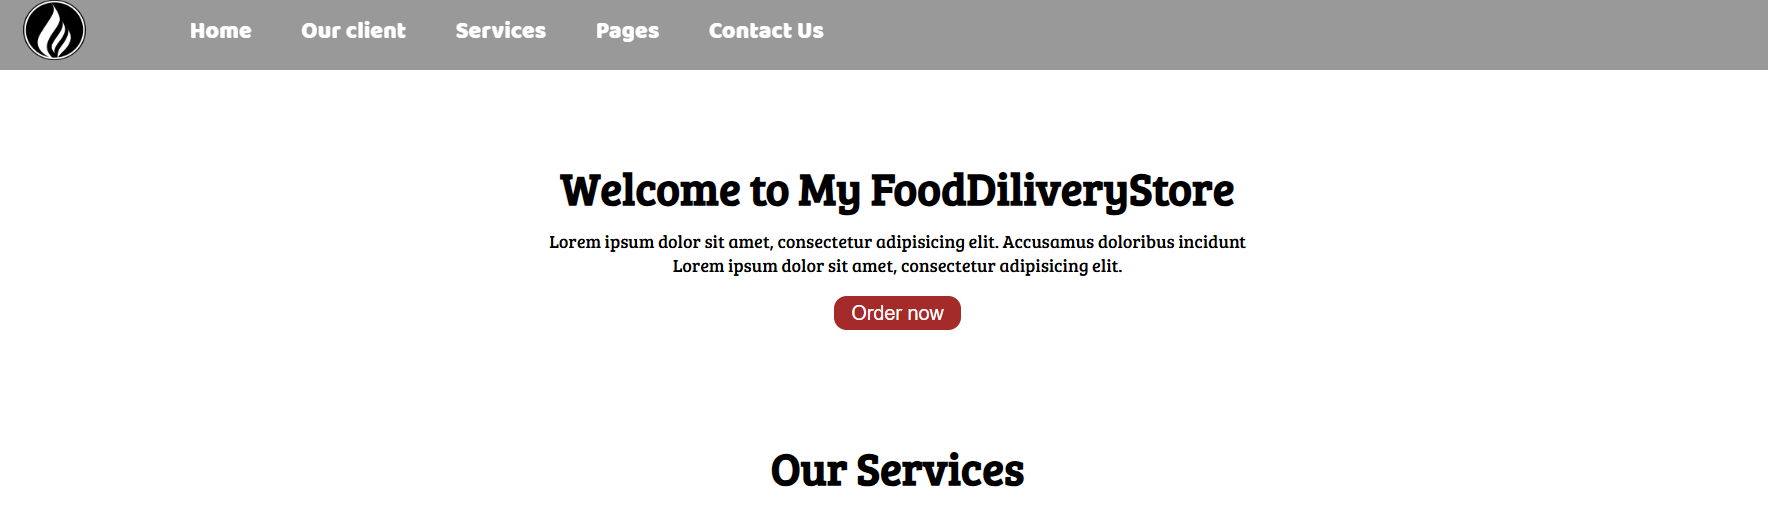 Home Our client Services Pages Contact Us
Welcome to My FoodDiliveryStore
Lorem ipsum dolor sit amet, consectetur adipisicing elit. Accusamus doloribus incidunt
Lorem ipsum dolor sit amet, consectetur adipisicing elit.
Order now
Our Services